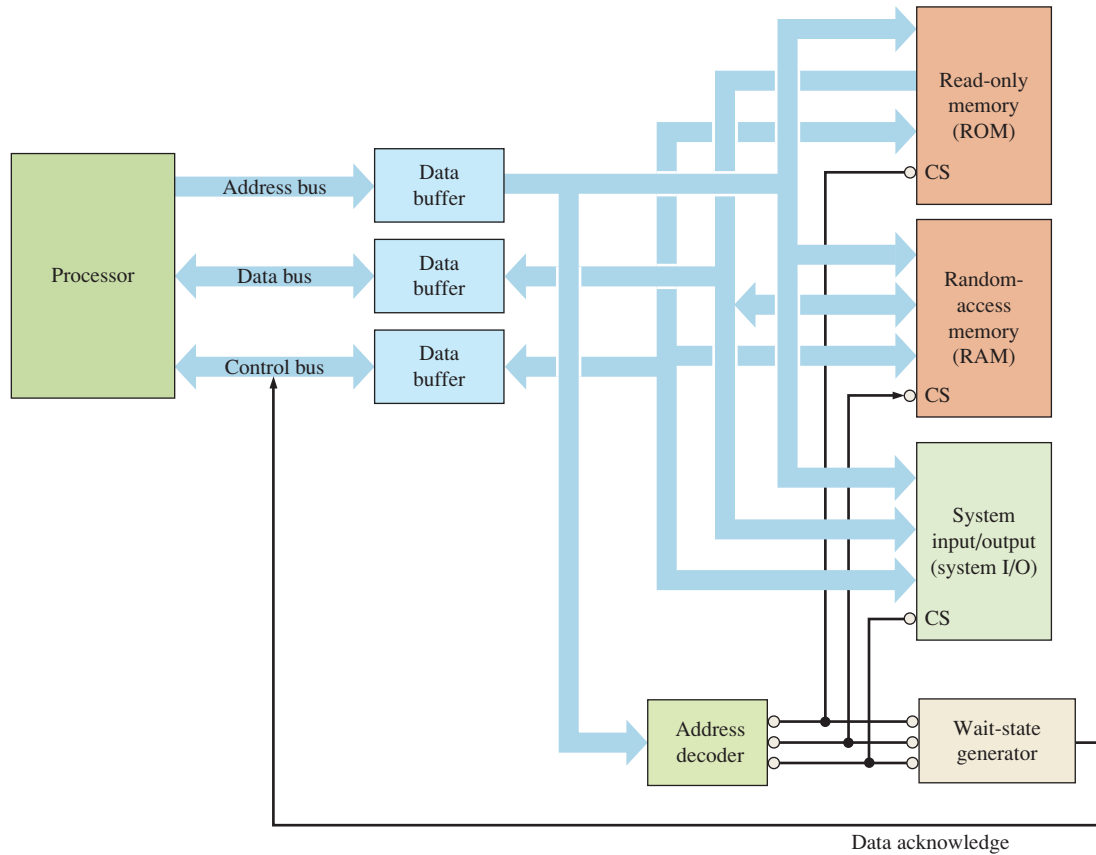 Processor
Address bus
Data bus
Control bus
Data
buffer
Data
buffer
Data
buffer
Read-only
memory
(ROM)
CS
Random-
access
memory
(RAM)
CS
System
input/output
(system I/O)
CS
Address
decoder
Wait-state
generator
Data acknowledge